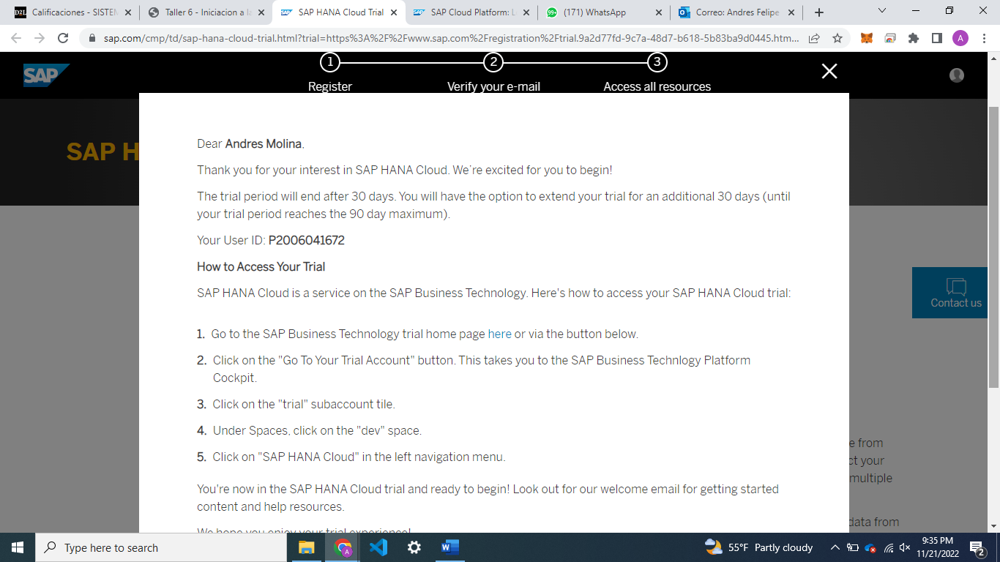 Calificaciones - SISTEM
Taller 6 - Iniciacion a la
SAP HANA Cloud Trial
SAP Cloud Platform: L
99+
(171) WhatsApp
Correo: Andres Felipe
sap.com/cmp/td/sap-hana-cloud-trial.html?trial=https%3A%2F%2Fwww.sap.com%2Fregistration%2Ftrial.9a2d77fd-9c7a-48d7-b618-5b83ba9d0445.htm...
A
SAP
1 2 3
Register Verify your e-mail Access all resources
SAP H
Dear Andres Molina.
Thank you for your interest in SAP HANA Cloud. We're excited for you to begin!
The trial period will end after 30 days. You will have the option to extend your trial for an additional 30 days (until
your trial period reaches the 90 day maximum).
Your User ID: P2006041672
How to Access Your Trial
SAP HANA Cloud is a service on the SAP Business Technology. Here's how to access your SAP HANA Cloud trial:
Contact us
1. Go to the SAP Business Technology trial home page here or via the button below.
2. Click on the "Go To Your Trial Account" button. This takes you to the SAP Business Technlogy Platform
Cockpit.
3. Click on the "trial" subaccount tile.
4. Under Spaces, click on the "dev" space.
5. Click on "SAP HANA Cloud" in the left navigation menu.
e from
ct your
multiple
You're now in the SAP HANA Cloud trial and ready to begin! Look out for our welcome email for getting started
content and help resources.
data from
We hope you enjoy your trial experience!
Type here to search
55°F Partly cloudy
9:35 PM
11/21/2022
2